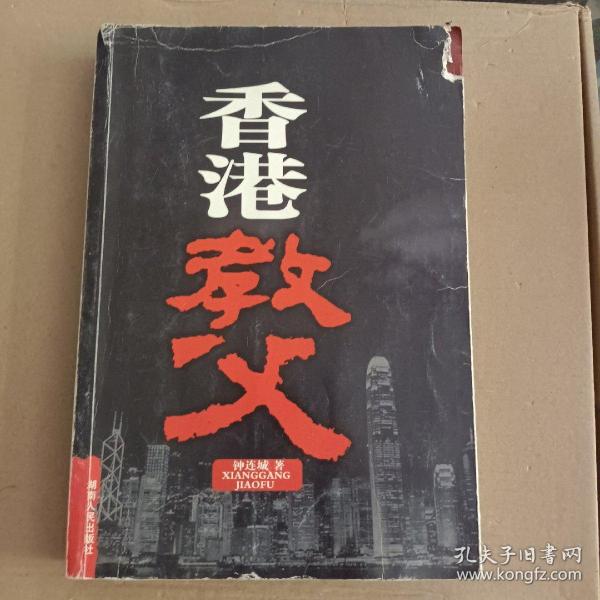 香港
教父
钟连城 著
XIANGGANG
JIAOFU
湖南人民出版社
孔夫子旧书网
www.kongfz.com